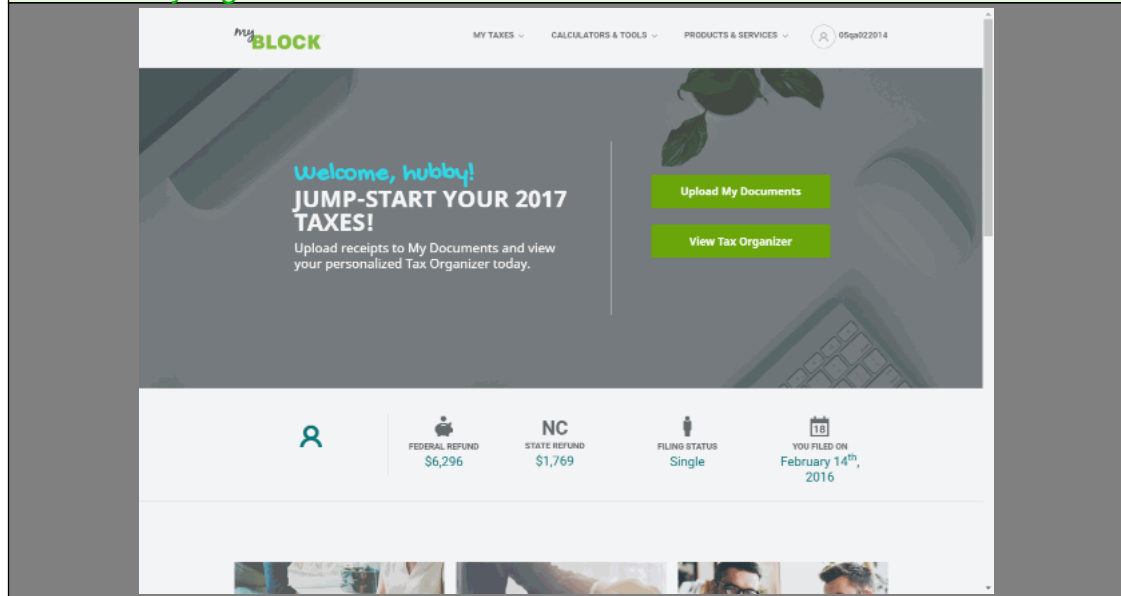 my BLOCK
MY TAXES
CALCULATORS & TOOLS
PRODUCTS & SERVICES
05qa022014
Welcome, hubby!
JUMP-START YOUR 2017
TAXES!
Upload receipts to My Documents and view
your personalized Tax Organizer today.
Upload My Documents
View Tax Organizer
FEDERAL REFUND
$6,296
NC
STATE REFUND
$1,769
FILING STATUS
Single
18
YOU FILED ON
February 14th,
2016